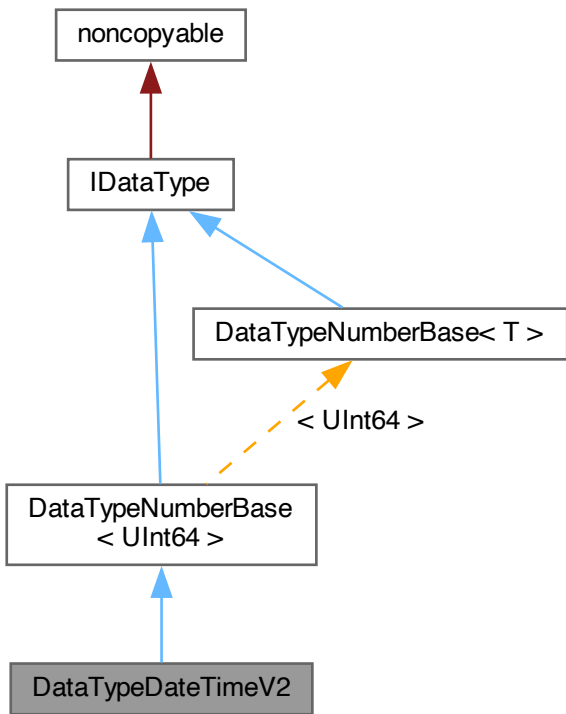 noncopyable
IDataType
DataTypeNumberBase< T >
< UInt64 >
DataTypeNumberBase
< UInt64 >
DataTypeDateTimeV2